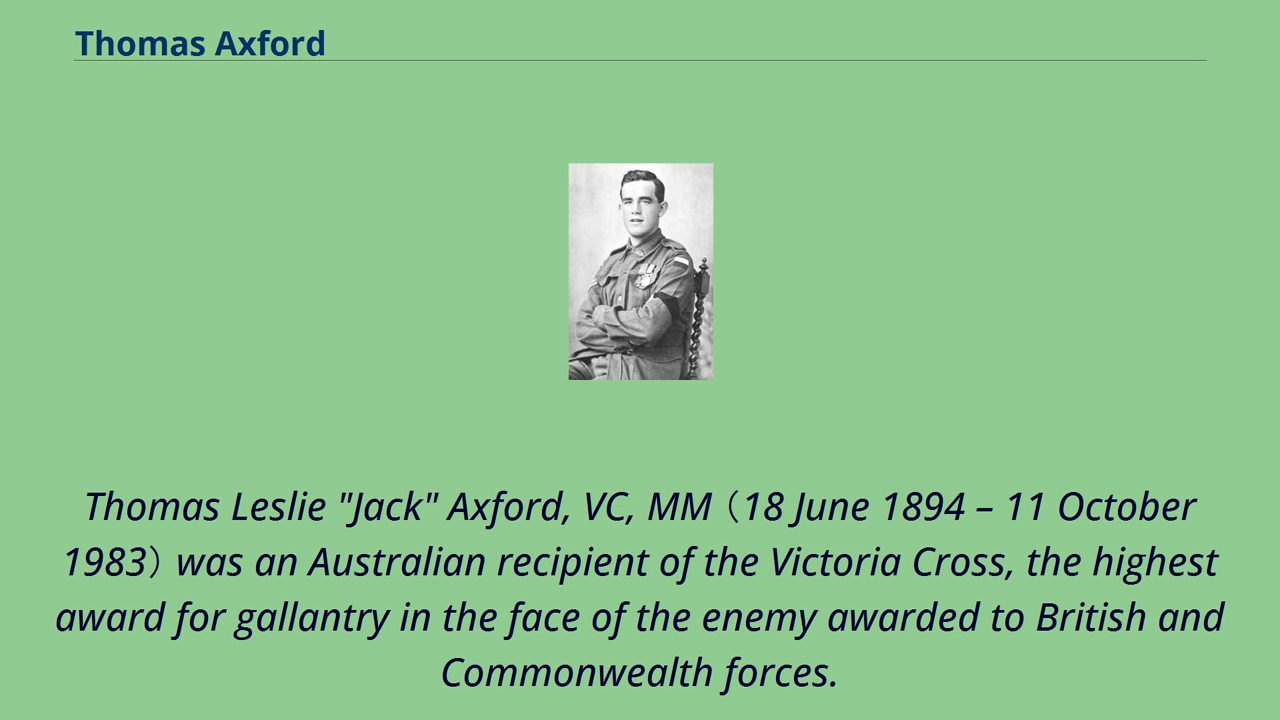 Thomas Axford
Thomas Leslie "Jack" Axford, VC, MM（18 June 1894 – 11 October
1983）was an Australian recipient of the Victoria Cross, the highest
award for gallantry in the face of the enemy awarded to British and
Commonwealth forces.